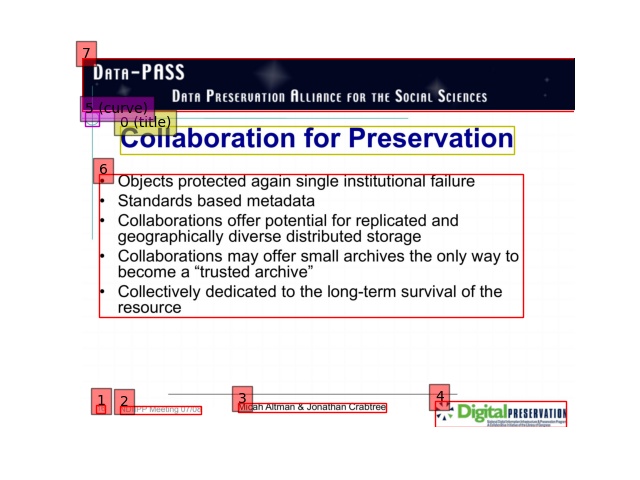 7
DATA-PASS
DATA PRESERVATION ALLIANCE FOR THE SOCIAL SCIENCES
5 (curve)
0 (title)
Collaboration for Preservation
6
• Objects protected again single institutional failure
• Standards based metadata
• Collaborations offer potential for replicated and
geographically diverse distributed storage
• Collaborations may offer small archives the only way to
become a “trusted archive”
• Collectively dedicated to the long-term survival of the
resource
1
2
3
4
Meeting 07/08
Micah Altman & Jonathan Crabtree
Digital PRESERVATION